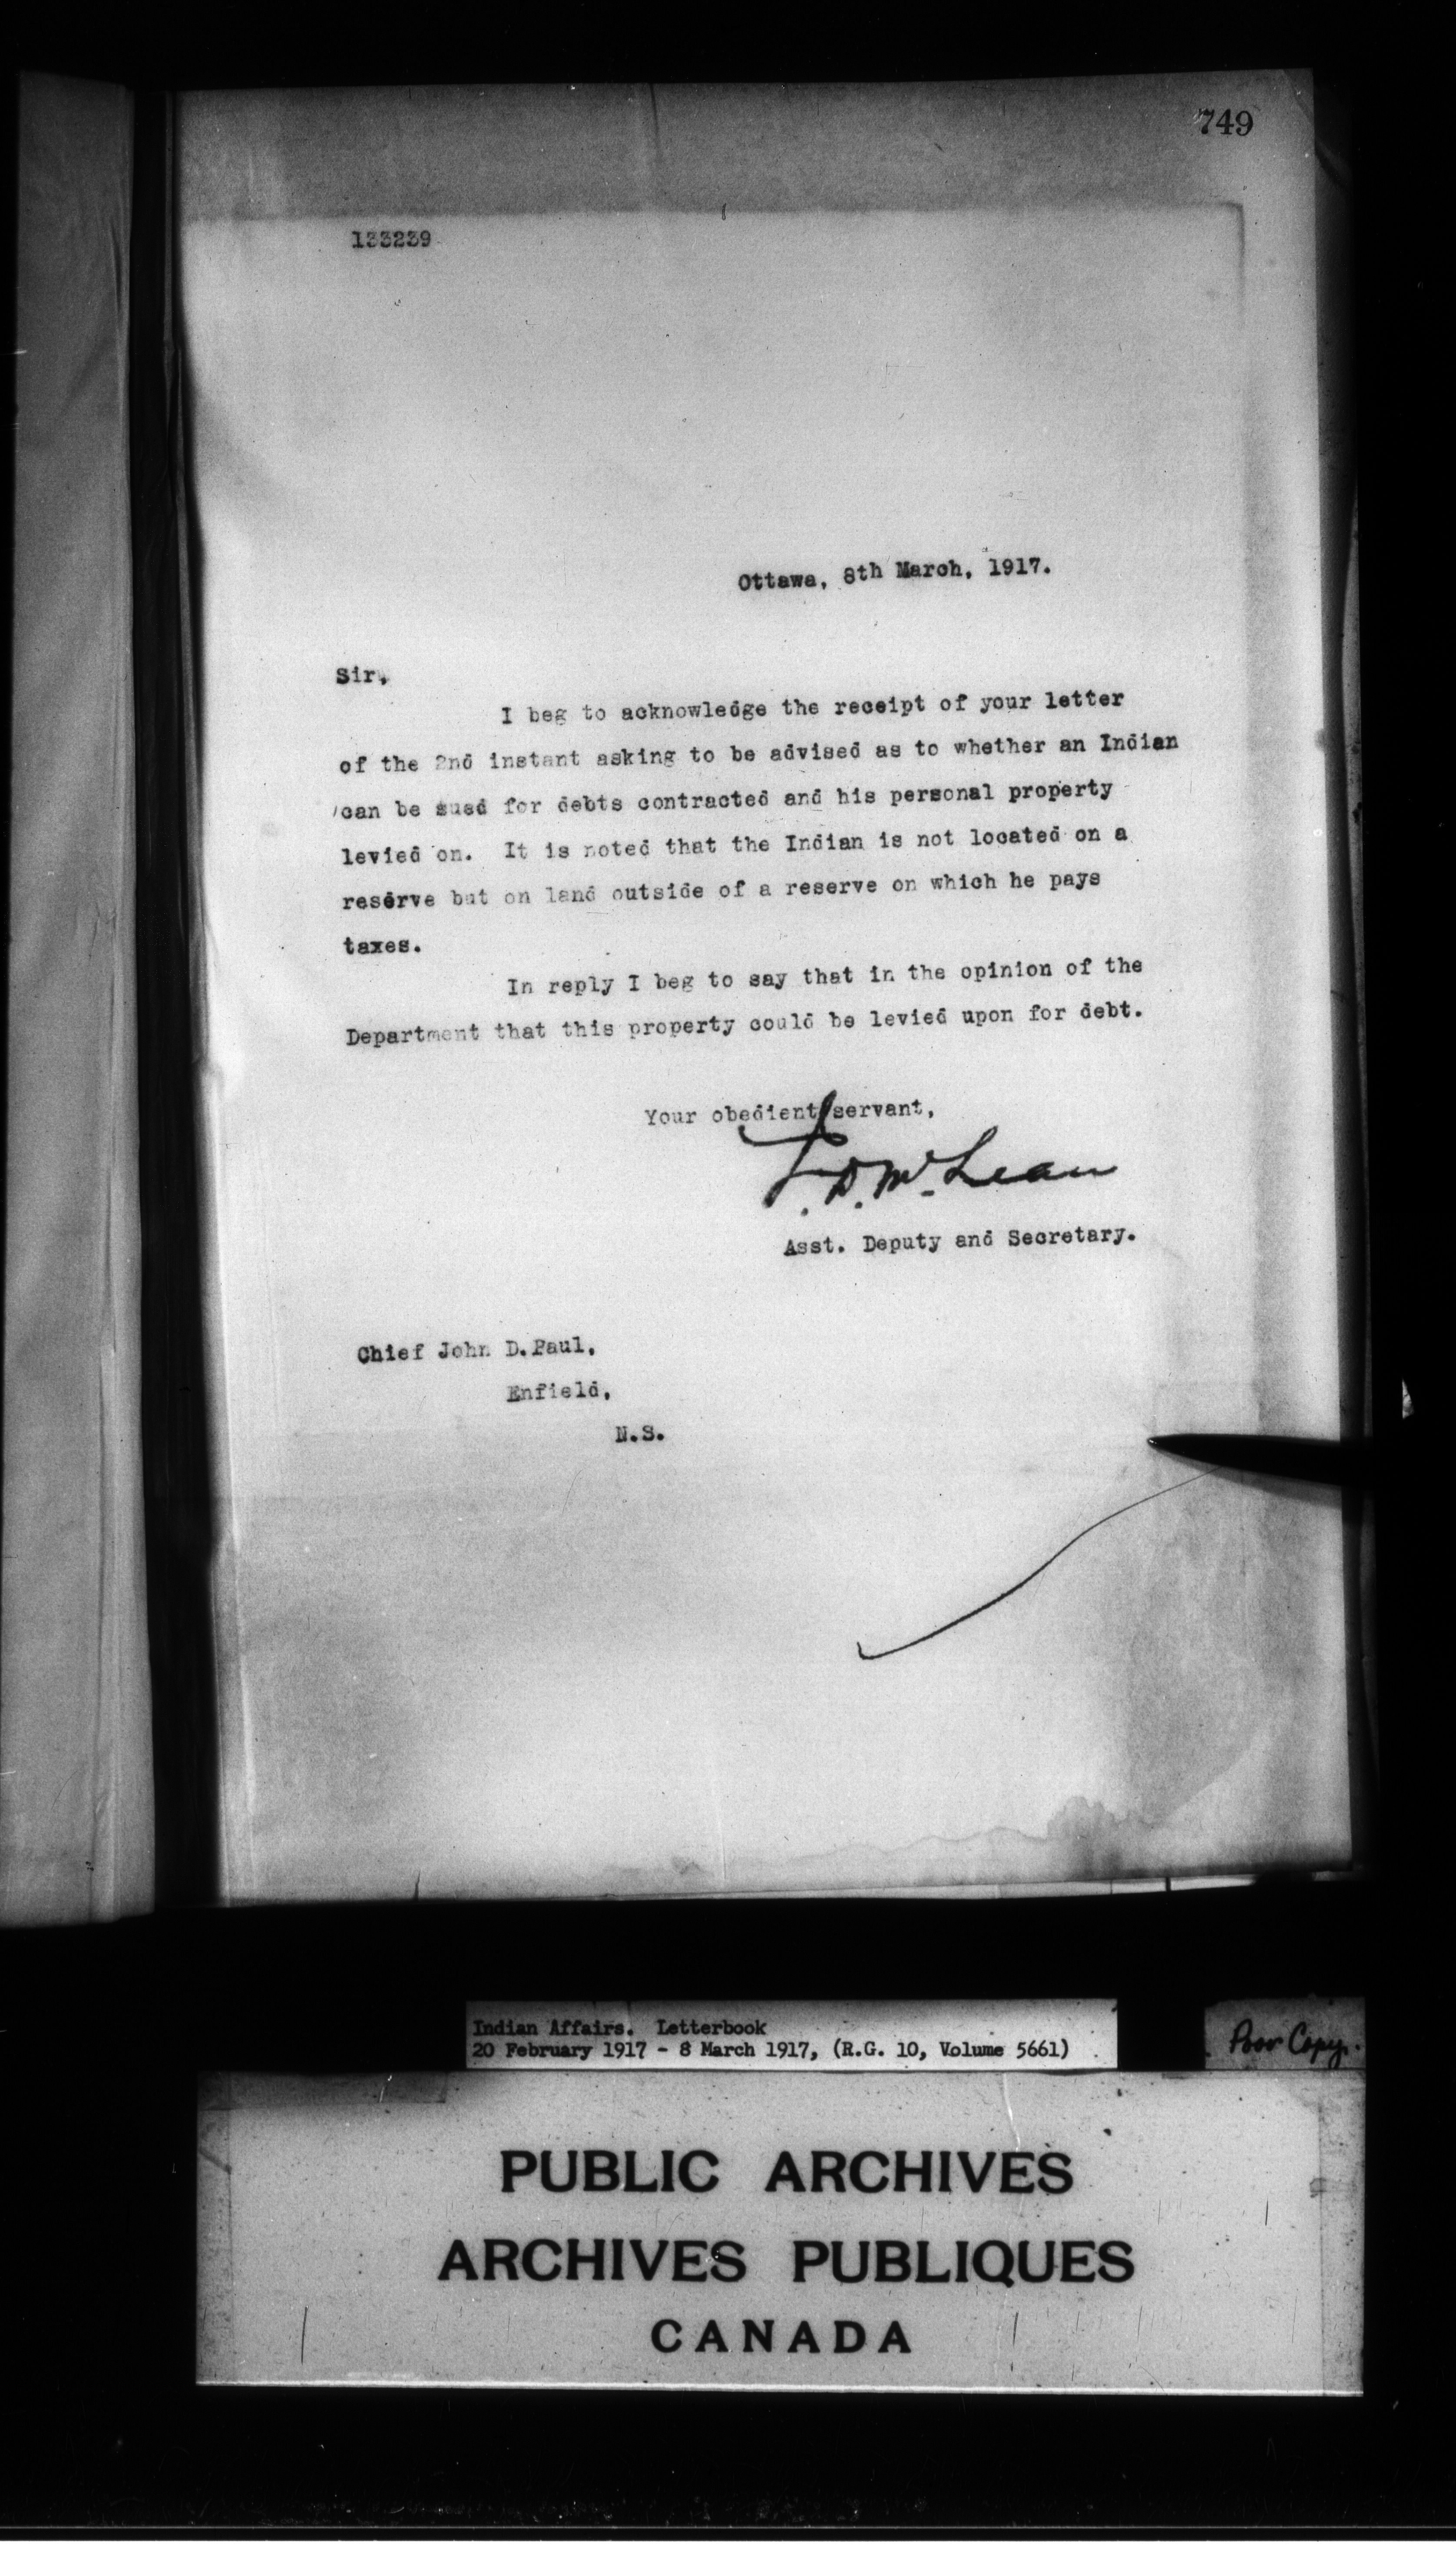 749
133239
Ottawa, 8th March, 1917.
Sir,
I beg to acknowledge the receipt of your letter
of the 2nd instant asking to be advised as to whether an Indian
can be sued for debts contracted and his personal property
levied on. It is noted that the Indian is not located on a
reserve but on land outside of a reserve on which he pays
taxes.
In reply I beg to say that in the opinion of the
Department that this property could be levied upon for debt.
Your obedient servant,
J. D. McLean
Asst. Deputy and Secretary.
Chief John D. Paul,
Enfield,
N.S.
Indian Affairs. Letterbook
20 February 1917 - 8 March 1917, (R.G. 10, Volume 5661)
Poor Copy.
PUBLIC ARCHIVES
ARCHIVES PUBLIQUES
CANADA